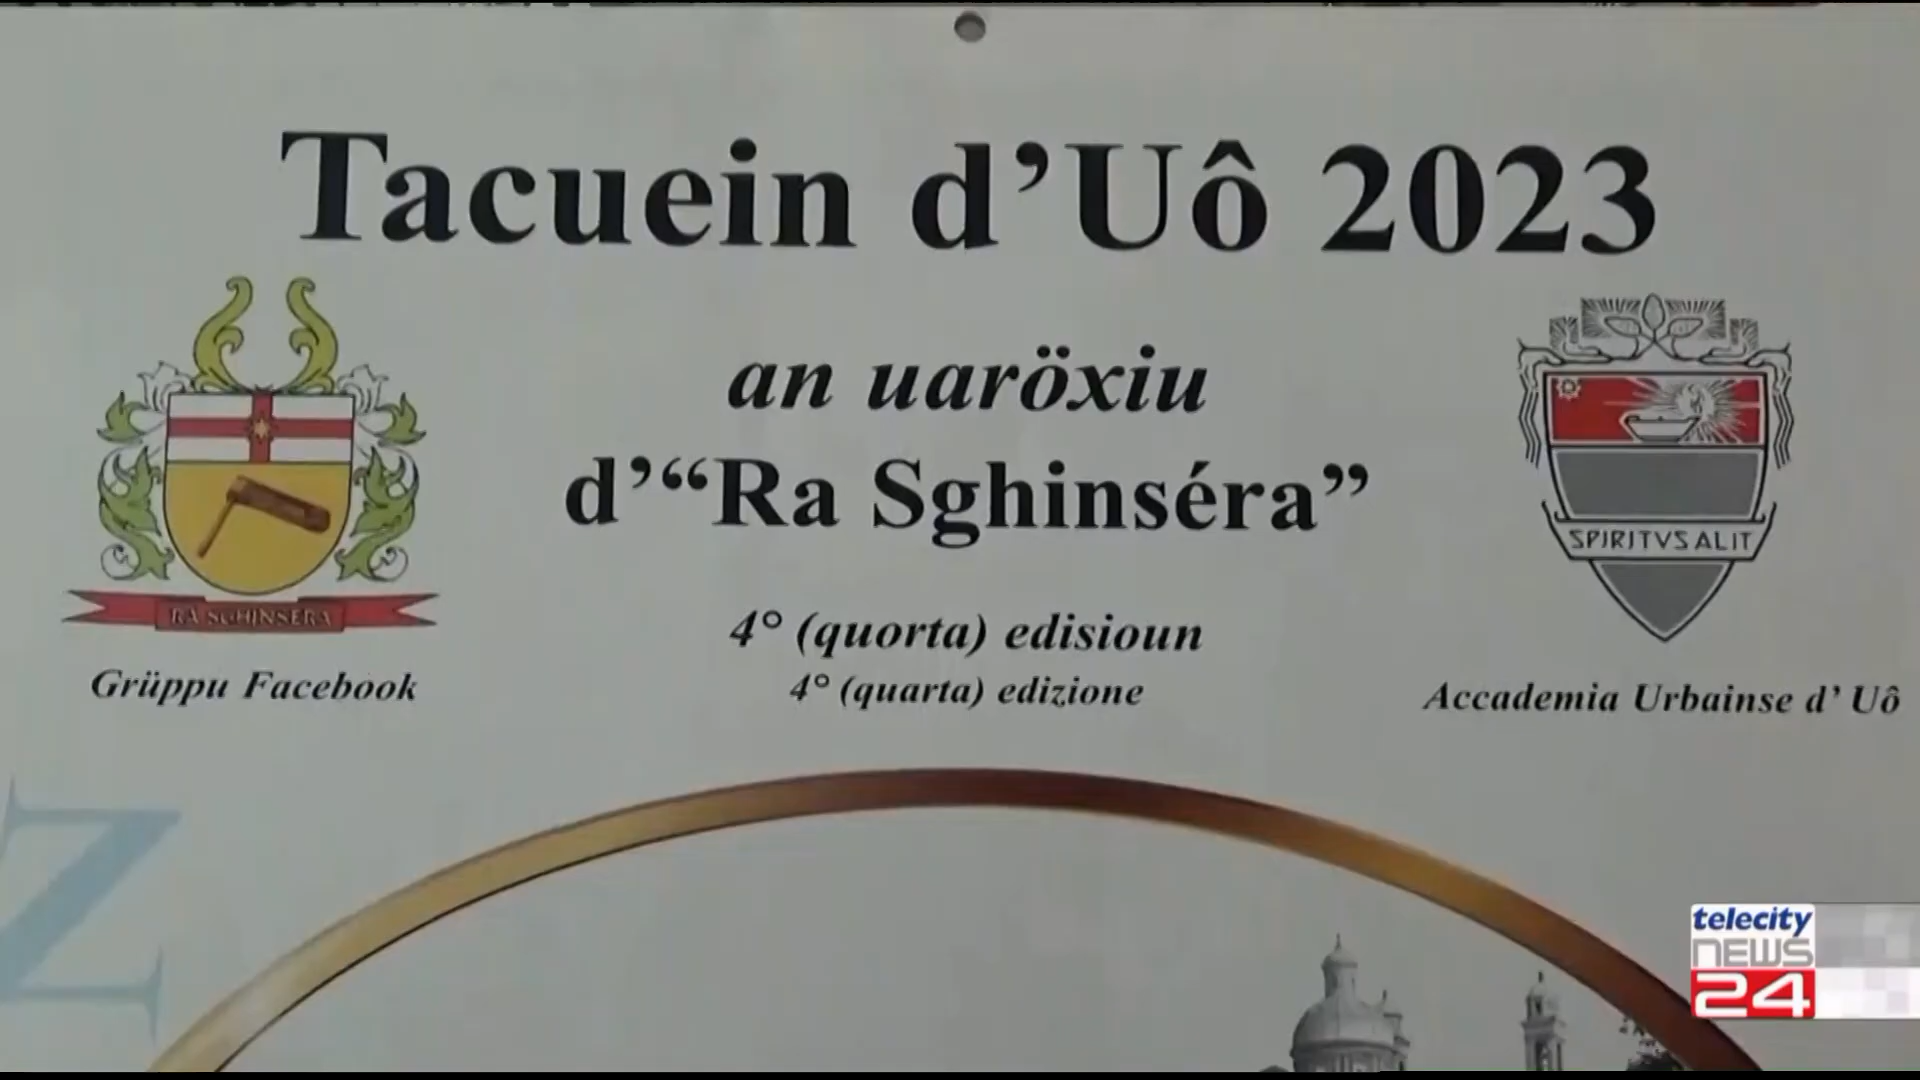 Tacuein d’Uô 2023
an uaröxiu
d’“Ra Sghinséra”
4° (quorta) edisioun
4° (quarta) edizione
RA SGHINSÉRA
Grüppu Facebook
SPIRITVS ALIT
Accademia Urbainse d’ Uô
Z
telecity
NEWS
24